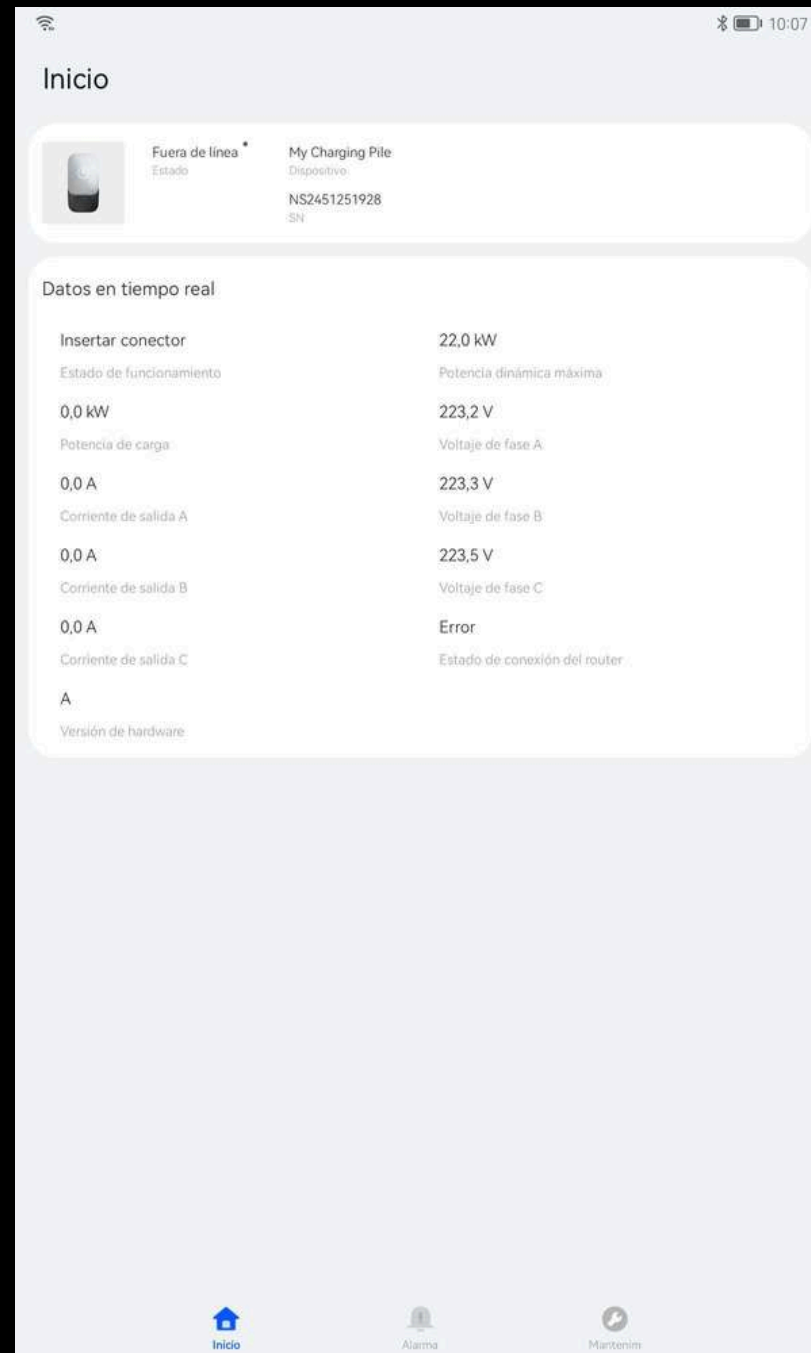 10:07
Inicio
Fuera de línea
Estado
My Charging Pile
Dispositivo
NS2451251928
SN
Datos en tiempo real
Insertar conector
Estado de funcionamiento
22,0 kW
Potencia dinámica máxima
0,0 kW
Potencia de carga
223,2 V
Voltaje de fase A
0,0 A
Corriente de salida A
223,3 V
Voltaje de fase B
0,0 A
Corriente de salida B
223,5 V
Voltaje de fase C
0,0 A
Corriente de salida C
Error
Estado de conexión del router
A
Versión de hardware
Inicio
Alarma
Mantenim